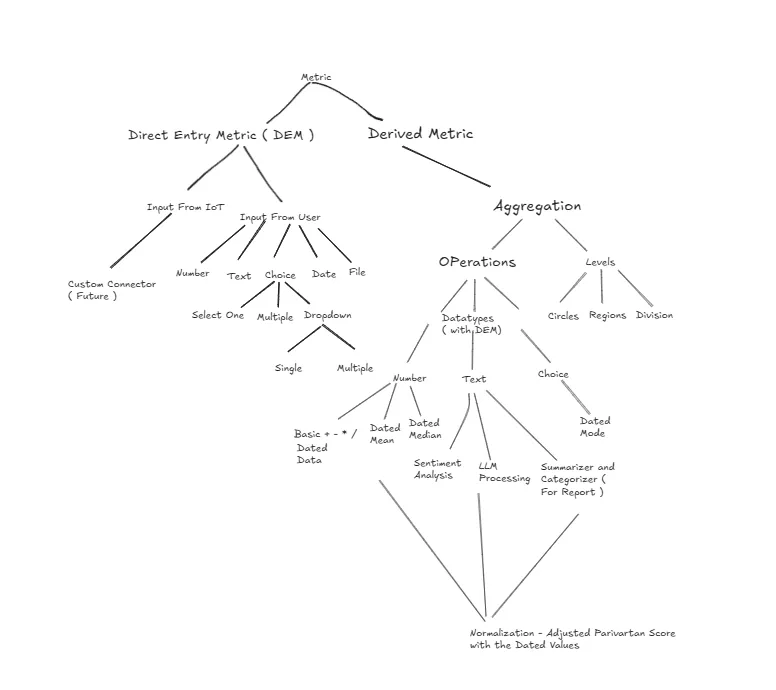 Metric
Direct Entry Metric ( DEM )
Derived Metric
Input From IoT
Input From User
Aggregation
Custom Connector
( Future )
Number
Text
Choice
Date
File
OPerations
Levels
Select One
Multiple
Dropdown
Datatypes
( with DEM)
Circles
Regions
Division
Single
Multiple
Number
Text
Choice
Basic + - * /
Dated
Data
Dated
Mean
Dated
Median
Dated
Mode
Sentiment
Analysis
LLM
Processing
Summarizer and
Categorizer (
For Report )
Normalization - Adjusted Parivartan Score
with the Dated Values